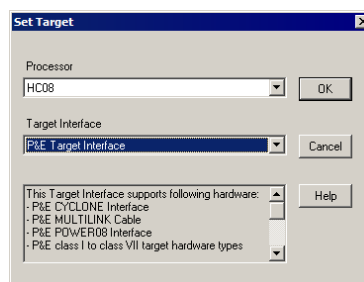 Set Target
Processor
HC08
OK
Target Interface
P&E Target Interface
Cancel
This Target Interface supports following hardware:
- P&E CYCLONE Interface
- P&E MULTILINK Cable
- P&E POWER08 Interface
- P&E class I to class VII target hardware types
Help